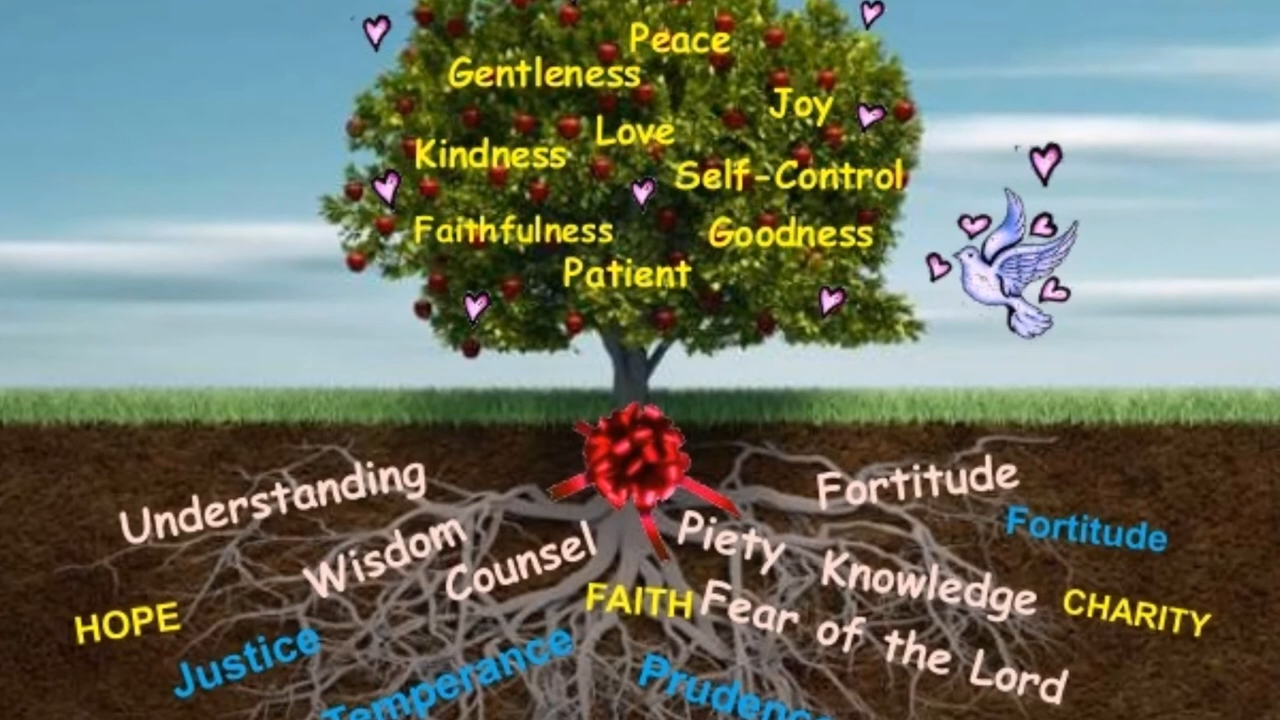 Peace
Gentleness
Joy
Love
Kindness
Self-Control
Faithfulness
Goodness
Patient
Understanding
Fortitude
Fortitude
Wisdom
Counsel
Piety
Knowledge
HOPE
FAITH
Fear of the Lord
CHARITY
Justice
Temperance
Prudence